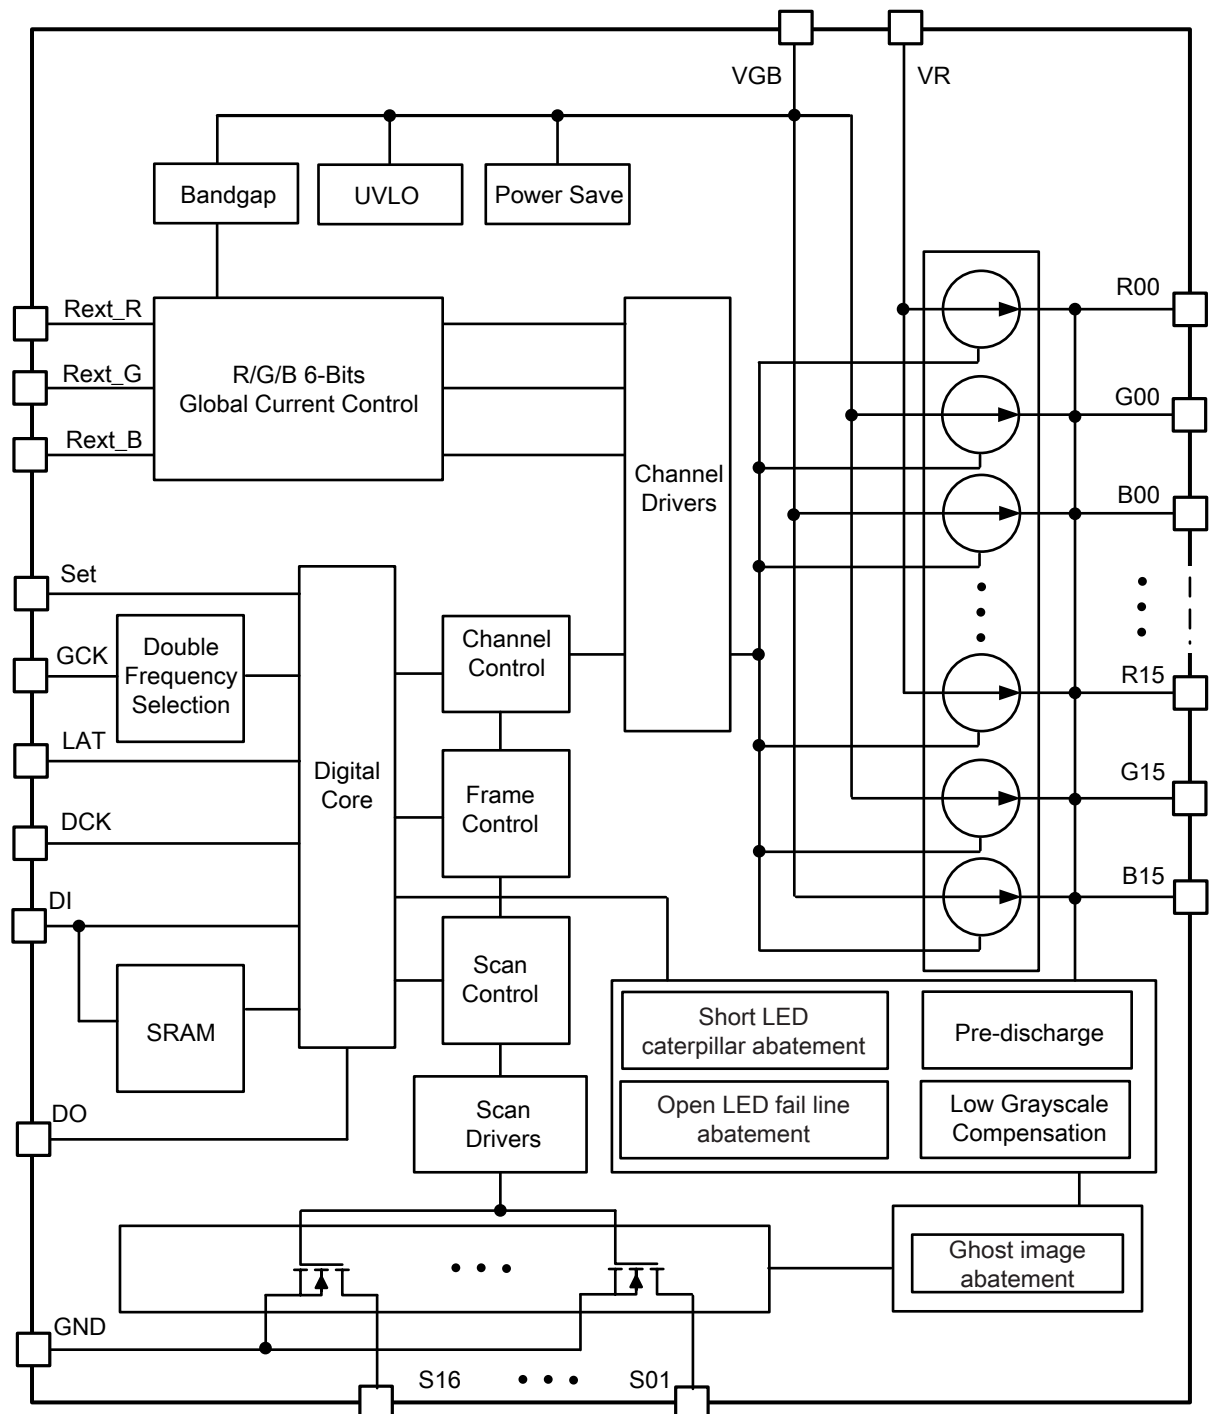 VGB
VR
Bandgap
UVLO
Power Save
Rext_R
Rext_G
Rext_B
R/G/B 6-Bits
Global Current Control
Channel
Drivers
R00
G00
B00
R15
G15
B15
Set
GCK
LAT
DCK
DI
DO
GND
Double
Frequency
Selection
SRAM
Digital
Core
Channel
Control
Frame
Control
Scan
Control
Scan
Drivers
Short LED
caterpillar abatement
Pre-discharge
Open LED fail line
abatement
Low Grayscale
Compensation
Ghost image
abatement
S16
S01